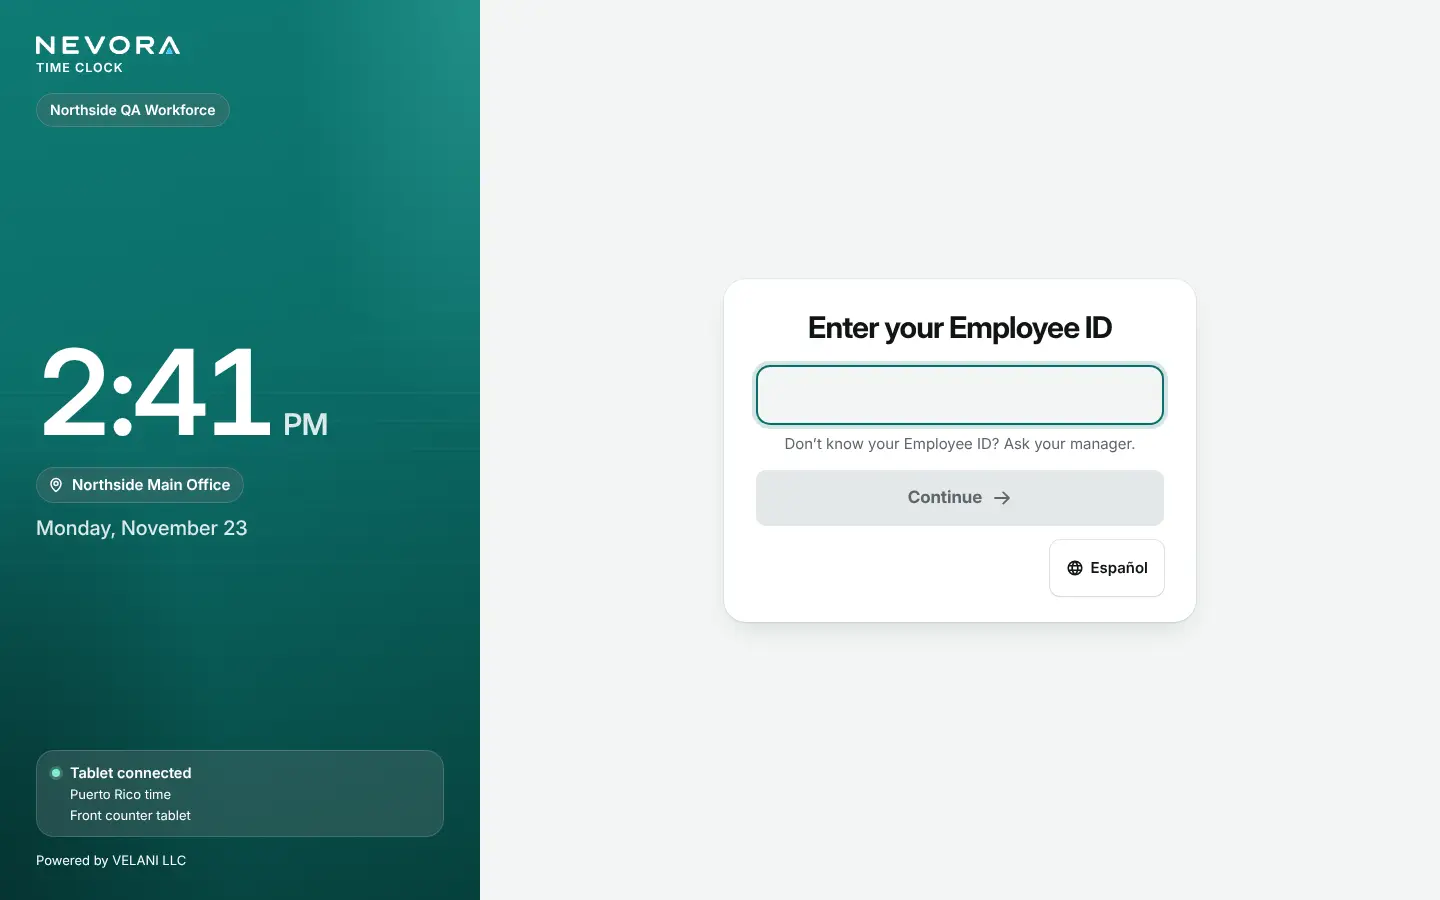 NEVORA
TIME CLOCK
Northside QA Workforce
2:41 PM
Northside Main Office
Monday, November 23
Tablet connected
Puerto Rico time
Front counter tablet
Powered by VELANI LLC
Enter your Employee ID
Don't know your Employee ID? Ask your manager.
Continue →
Español